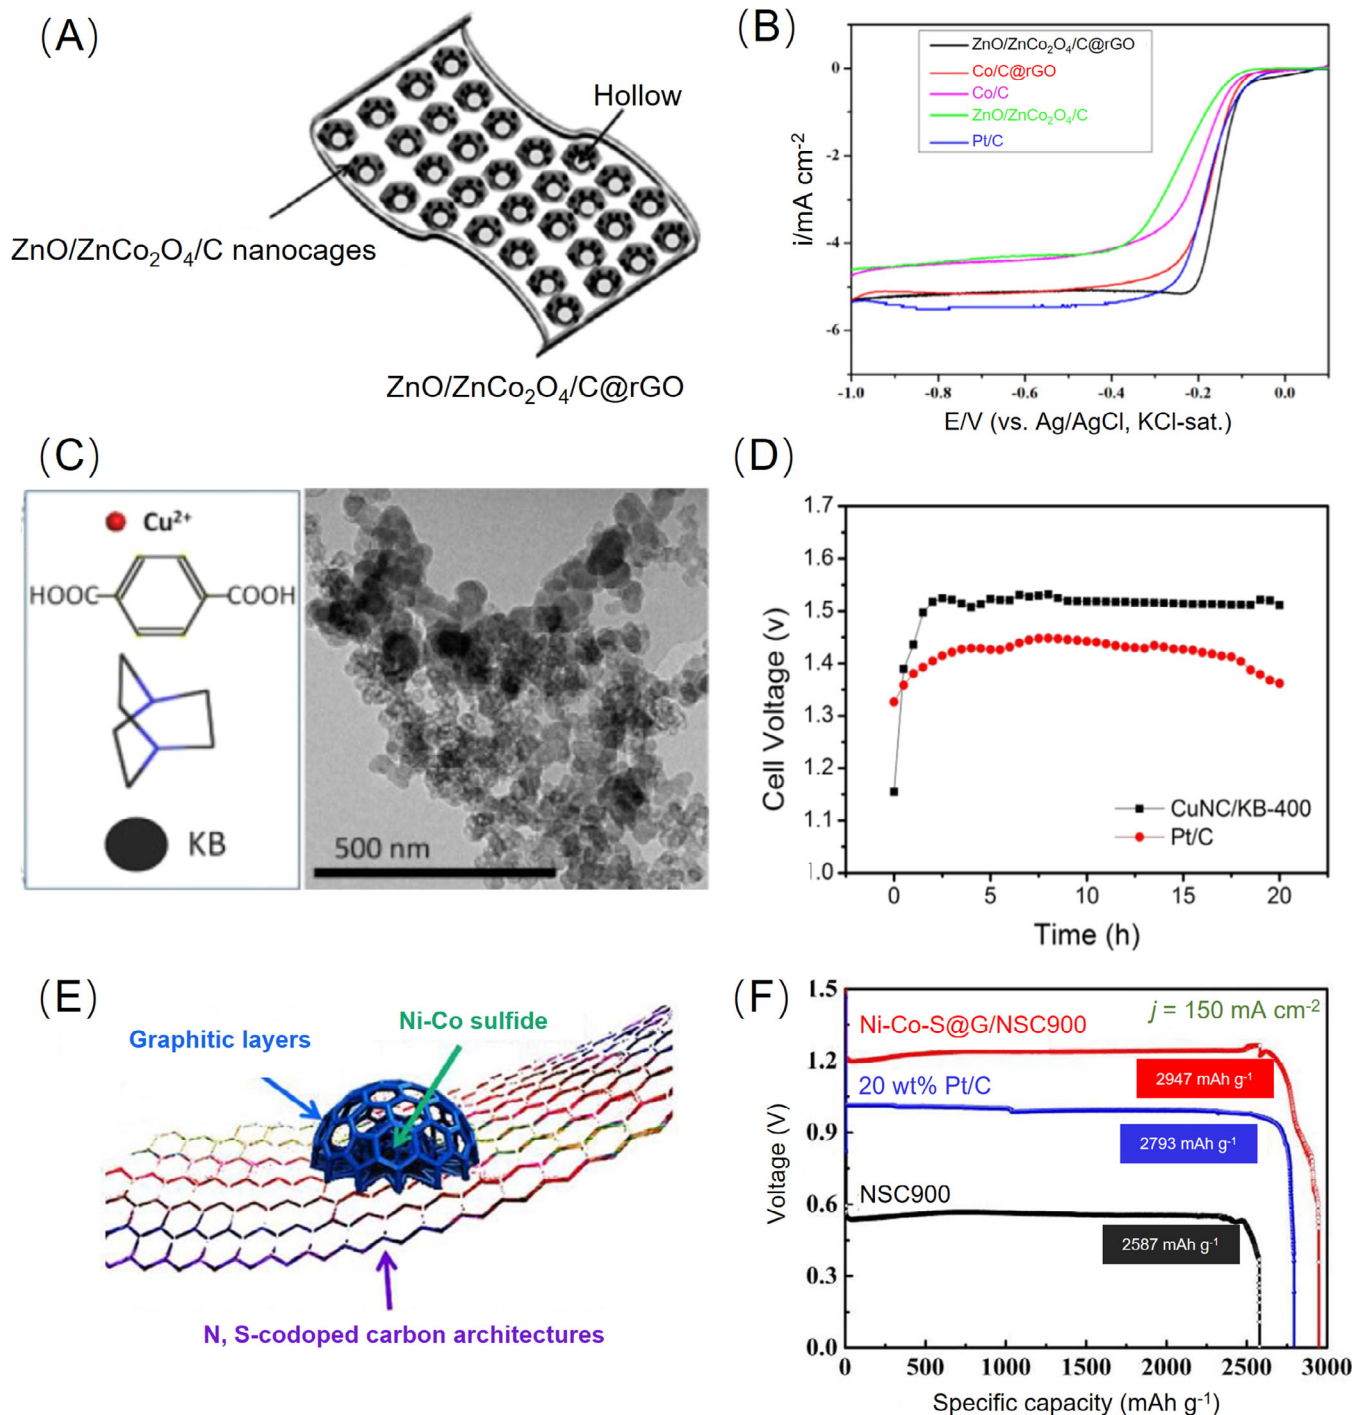 (A)
Hollow
ZnO/ZnCo₂O₄/C nanocages
ZnO/ZnCo₂O₄/C@rGO
(B)
ZnO/ZnCo₂O₄/C@rGO
Co/C@rGO
Co/C
ZnO/ZnCo₂O₄/C
Pt/C
i/mA cm⁻²
0
-2
-4
-6
-1.0 -0.8 -0.6 -0.4 -0.2 0.0
E/V (vs. Ag/AgCl, KCl-sat.)
(C)
Cu²⁺
HOOC COOH
KB
500 nm
(D)
Cell Voltage (v)
1.7
1.6
1.5
1.4
1.3
1.2
1.1
1.0
CuNC/KB-400
Pt/C
0 5 10 15 20
Time (h)
(E)
Graphitic layers
Ni-Co sulfide
N, S-codoped carbon architectures
(F)
Voltage (V)
1.5
1.2
0.9
0.6
0.3
0.0
j = 150 mA cm⁻²
Ni-Co-S@G/NSC900
2947 mAh g⁻¹
20 wt% Pt/C
2793 mAh g⁻¹
NSC900
2587 mAh g⁻¹
0 500 1000 1500 2000 2500 3000
Specific capacity (mAh g⁻¹)